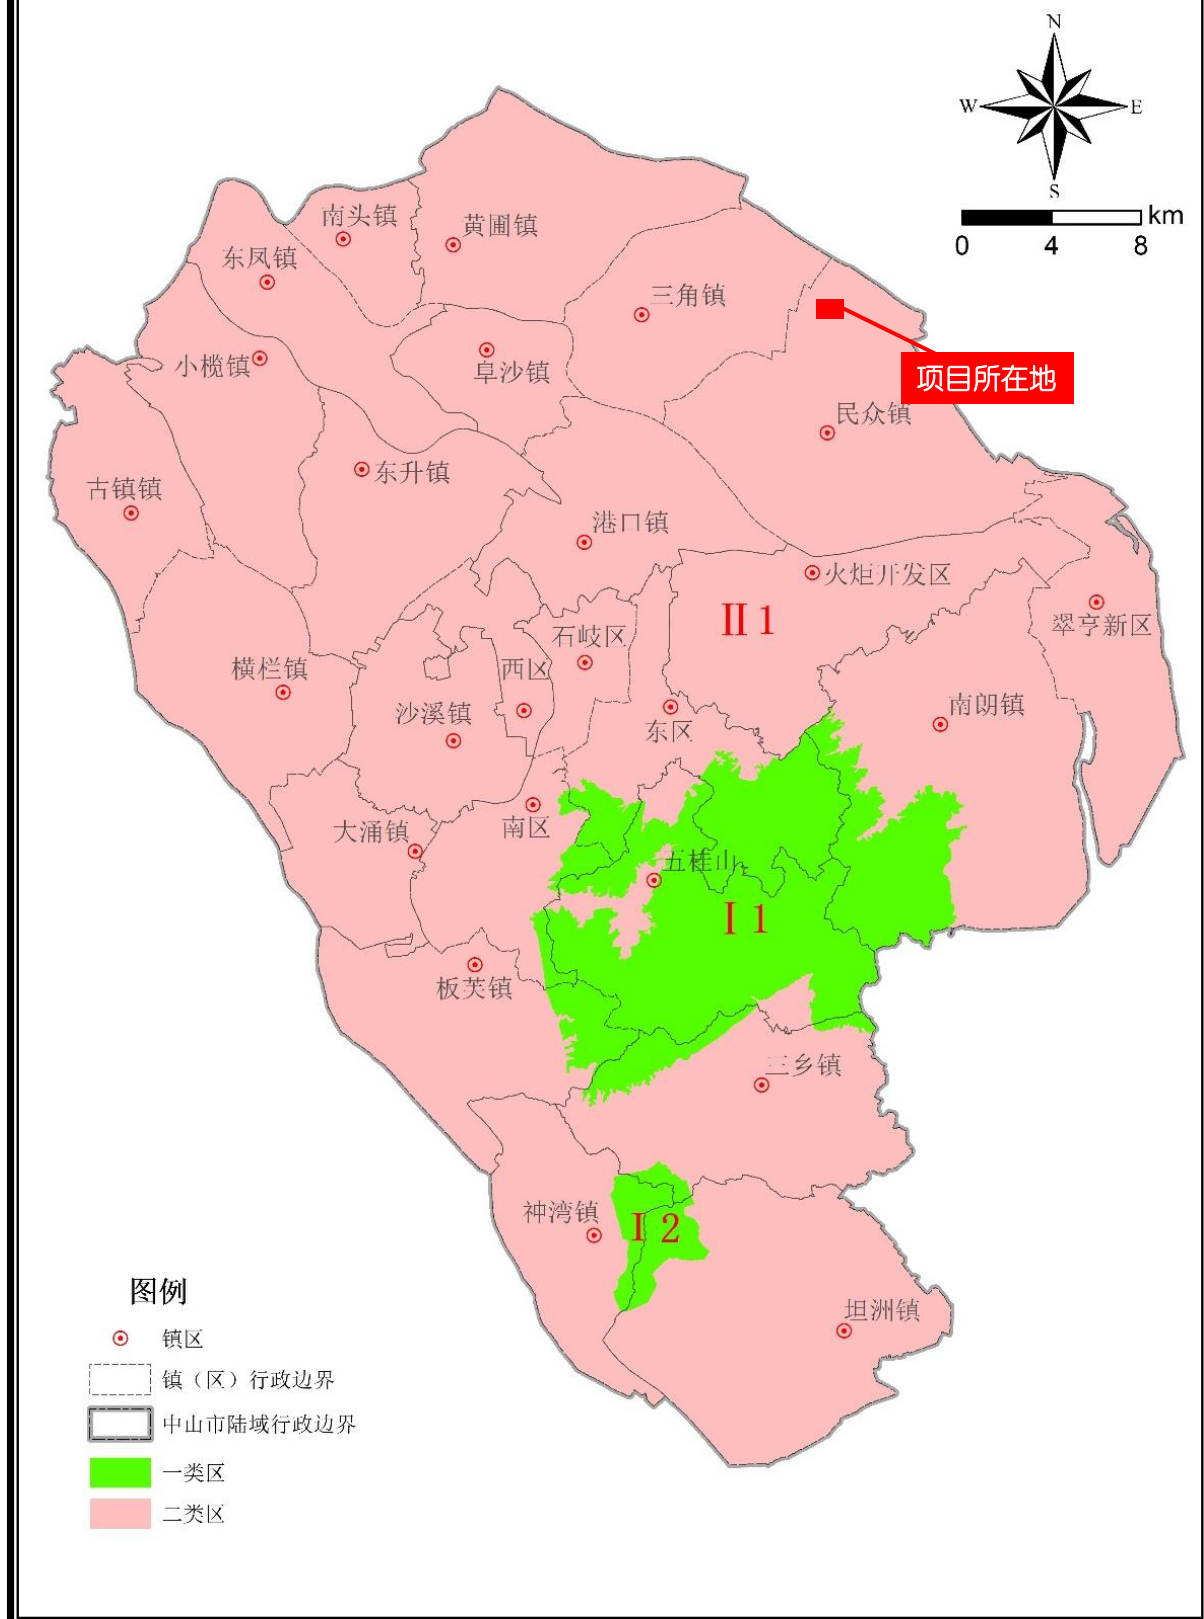 N
W
E
S
km
0
4
8
南头镇
黄圃镇
东凤镇
三角镇
小榄镇
阜沙镇
项目所在地
民众镇
东升镇
古镇镇
港口镇
火炬开发区
II 1
翠亨新区
石岐区
横栏镇
西区
沙溪镇
东区
南朗镇
南区
大涌镇
五桂山
I 1
板芙镇
三乡镇
神湾镇
I 2
坦洲镇
图例
镇区
镇（区）行政边界
中山市陆域行政边界
一类区
二类区